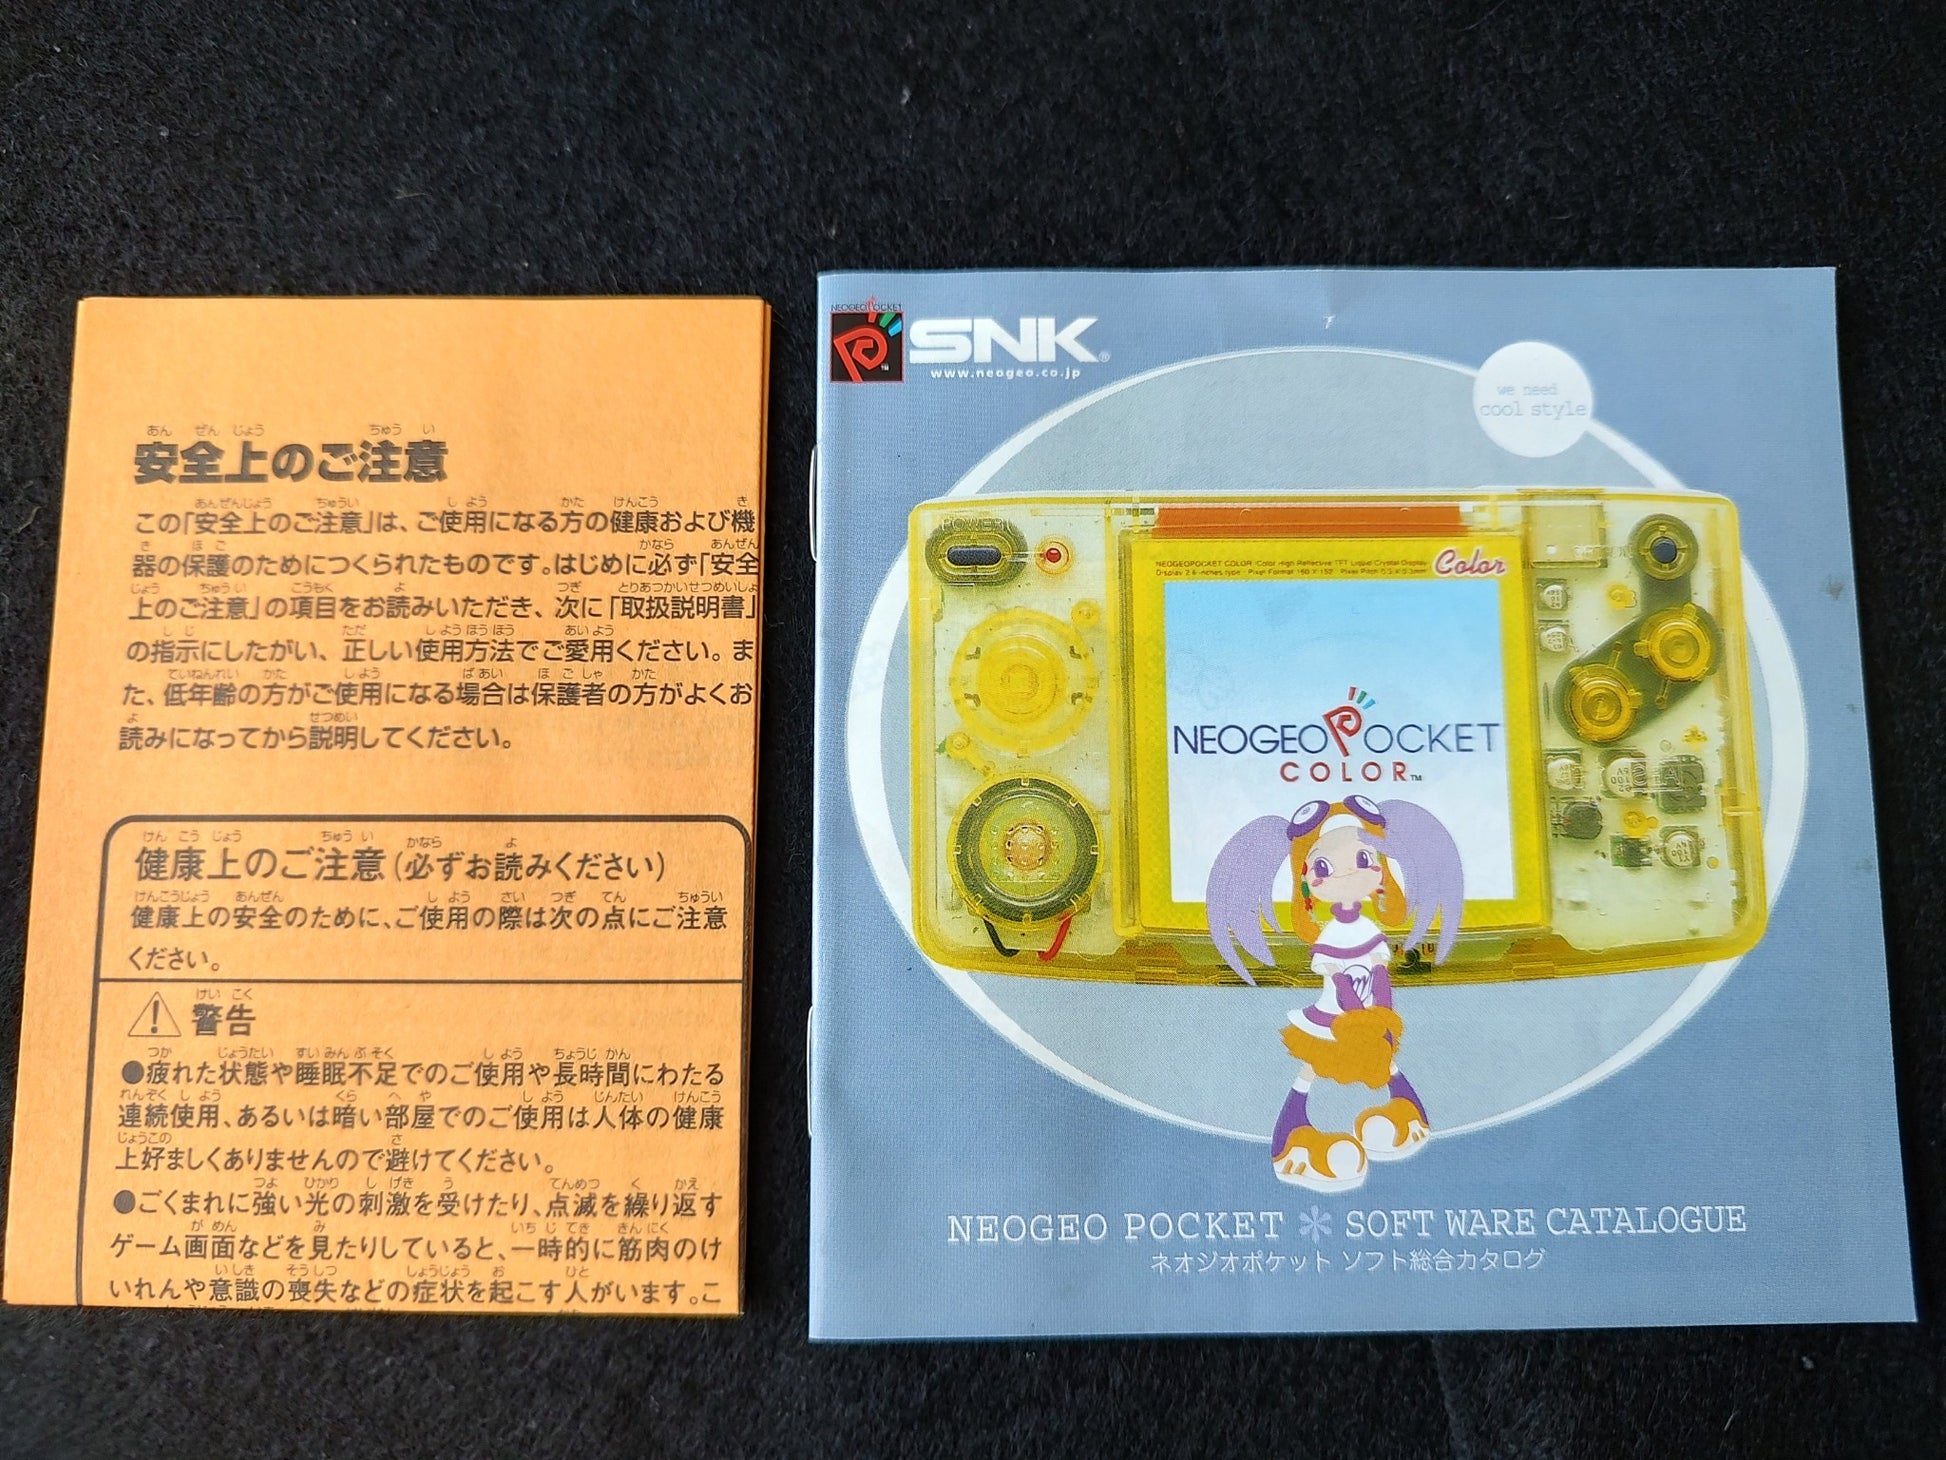 安全上のご注意
この「安全上のご注意」は、ご使用になる方の健康および機
器の保護のためにつくられたものです。はじめに必ず「安全
上のご注意」の項目をお読みいただき、次に「取扱説明書」
の指示にしたがい、正しい使用方法でご愛用ください。ま
た、低年齢の方がご使用になる場合は保護者の方がよくお
読みになってから説明してください。
健康上のご注意(必ずお読みください)
健康上の安全のために、ご使用の際は次の点にご注意
ください。
警告
●疲れた状態や睡眠不足でのご使用や長時間にわたる
連続使用、あるいは暗い部屋でのご使用は人体の健康
上好ましくありませんので避けてください。
●ごくまれに強い光の刺激を受けたり、点滅を繰り返す
ゲーム画面などを見たりしていると、一時的に筋肉のけ
いれんや意識の喪失などの症状を起こす人がいます。こ
NEOGEO POCKET
SNK
www.neogeo.co.jp
we need
cool style
POWER
NEOGEOPOCKET COLOR Color High Reflective TFT Liquid Crystal Display
Color
NEOGEO POCKET
COLOR™
NEOGEO POCKET * SOFT WARE CATALOGUE
ネオジオポケット ソフト総合カタログ